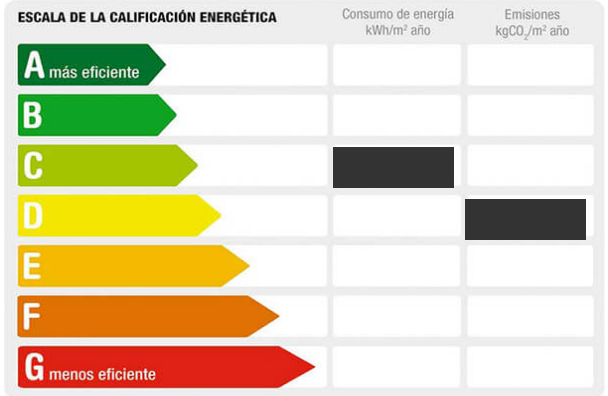 ESCALA DE LA CALIFICACIÓN ENERGÉTICA
Consumo de energía
kWh/m² año
Emisiones
kgCO₂/m² año
A más eficiente
B
C
D
E
F
G menos eficiente